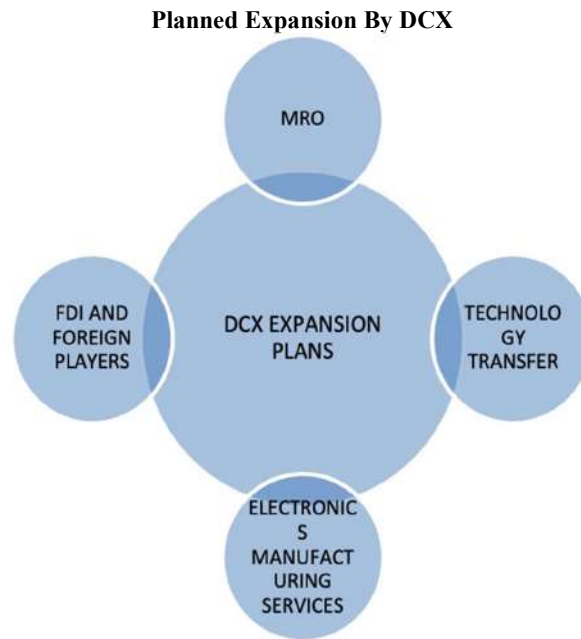 Planned Expansion By DCX
MRO
FDI AND
FOREIGN
PLAYERS
DCX EXPANSION
PLANS
TECHNOLO
GY
TRANSFER
ELECTRONIC
S
MANUFACT
URING
SERVICES